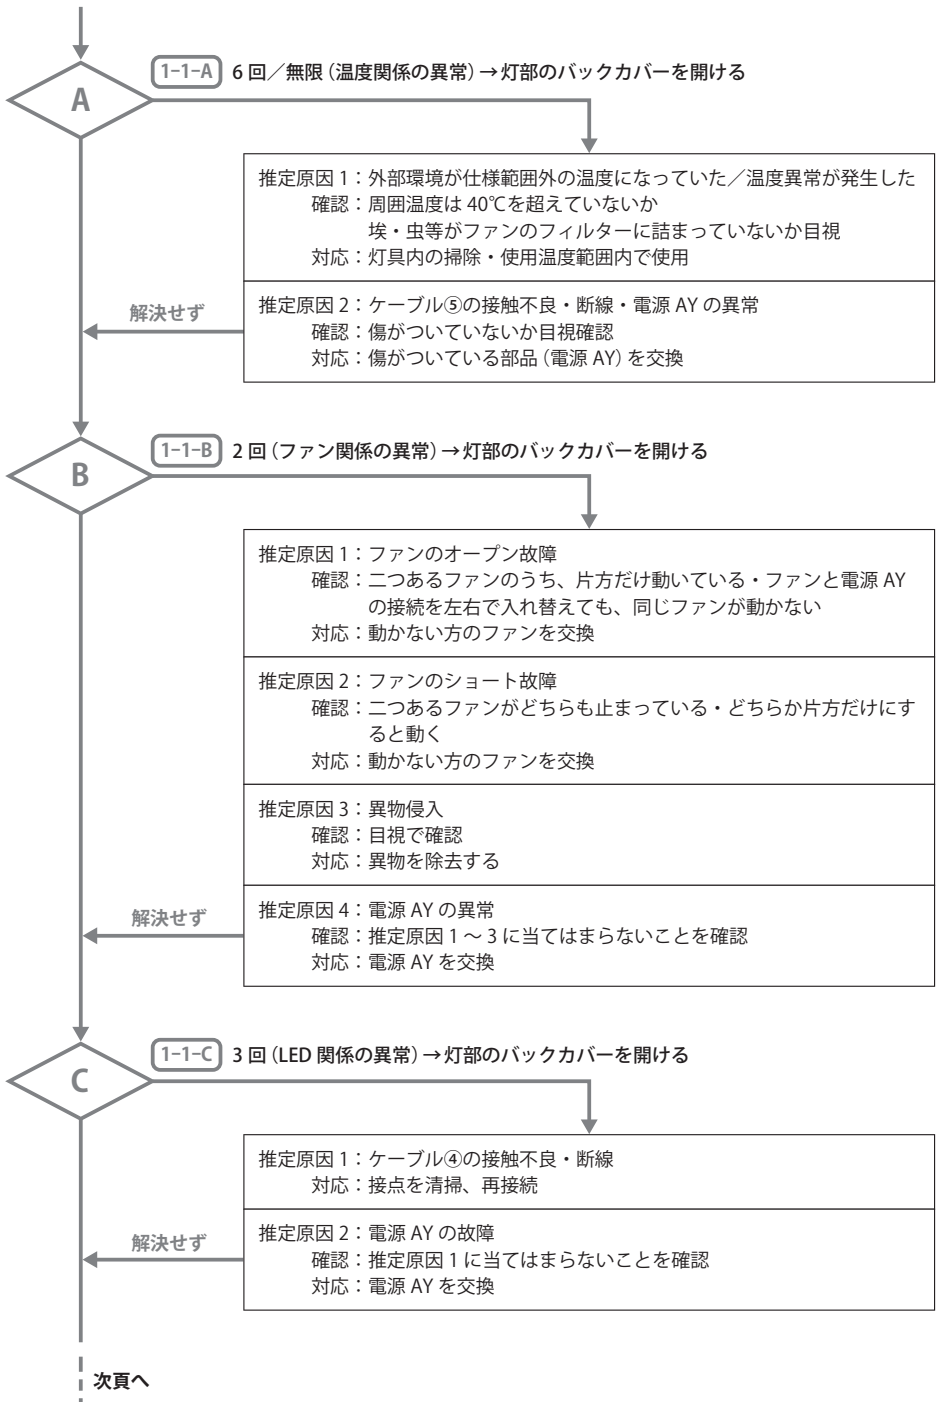 A
1-1-A 6 回／無限（温度関係の異常）→灯部のバックカバーを開ける
推定原因 1：外部環境が仕様範囲外の温度になっていた／温度異常が発生した
確認：周囲温度は 40℃を超えていないか
埃・虫等がファンのフィルターに詰まっていないか目視
対応：灯具内の掃除・使用温度範囲内で使用
解決せず
推定原因 2：ケーブル⑤の接触不良・断線・電源 AY の異常
確認：傷がついていないか目視確認
対応：傷がついている部品（電源 AY）を交換
B
1-1-B 2 回（ファン関係の異常）→灯部のバックカバーを開ける
推定原因 1：ファンのオープン故障
確認：二つあるファンのうち、片方だけ動いている・ファンと電源 AY
の接続を左右で入れ替えても、同じファンが動かない
対応：動かない方のファンを交換
推定原因 2：ファンのショート故障
確認：二つあるファンがどちらも止まっている・どちらか片方だけにす
ると動く
対応：動かない方のファンを交換
推定原因 3：異物侵入
確認：目視で確認
対応：異物を除去する
解決せず
推定原因 4：電源 AY の異常
確認：推定原因 1 ～ 3 に当てはまらないことを確認
対応：電源 AY を交換
C
1-1-C 3 回（LED 関係の異常）→灯部のバックカバーを開ける
推定原因 1：ケーブル④の接触不良・断線
対応：接点を清掃、再接続
解決せず
推定原因 2：電源 AY の故障
確認：推定原因 1 に当てはまらないことを確認
対応：電源 AY を交換
次頁へ